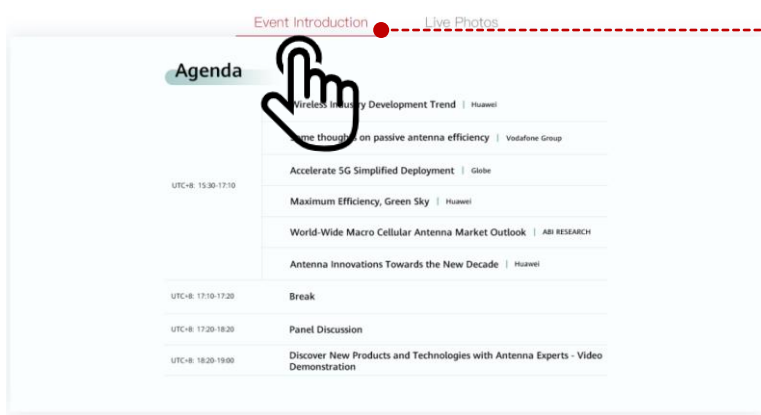 Event Introduction Live Photos
Agenda
Wireless Industry Development Trend | Huawei
Some thoughts on passive antenna efficiency | Vodafone Group
Accelerate 5G Simplified Deployment | Globe
UTC+8: 15:30-17:10
Maximum Efficiency, Green Sky | Huawei
World-Wide Macro Cellular Antenna Market Outlook | ABI RESEARCH
Antenna Innovations Towards the New Decade | Huawei
UTC+8: 17:10-17:20 Break
UTC+8: 17:20-18:20 Panel Discussion
UTC+8: 18:20-19:00 Discover New Products and Technologies with Antenna Experts - Video
Demonstration